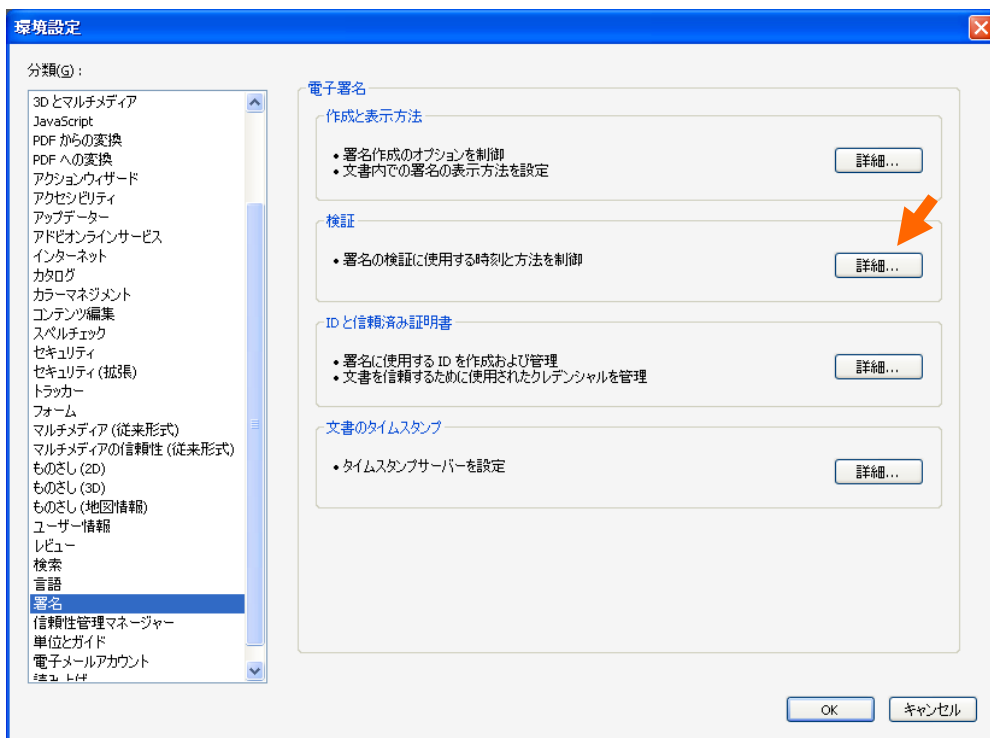 環境設定
分類(G) :
3D とマルチメディア
JavaScript
PDF からの変換
PDF への変換
アクションウィザード
アクセシビリティ
アップデーター
アドビオンラインサービス
インターネット
カタログ
カラーマネジメント
コンテンツ編集
スペルチェック
セキュリティ
セキュリティ (拡張)
トラッカー
フォーム
マルチメディア (従来形式)
マルチメディアの信頼性 (従来形式)
ものさし (2D)
ものさし (3D)
ものさし (地図情報)
ユーザー情報
レビュー
検索
言語
署名
信頼性管理マネージャー
単位とガイド
電子メールアカウント
読み上げ
電子署名
作成と表示方法
• 署名作成のオプションを制御
• 文書内での署名の表示方法を設定
詳細...
検証
• 署名の検証に使用する時刻と方法を制御
詳細...
ID と信頼済み証明書
• 署名に使用する ID を作成および管理
• 文書を信頼するために使用されたクレデンシャルを管理
詳細...
文書のタイムスタンプ
• タイムスタンプサーバーを設定
詳細...
OK
キャンセル